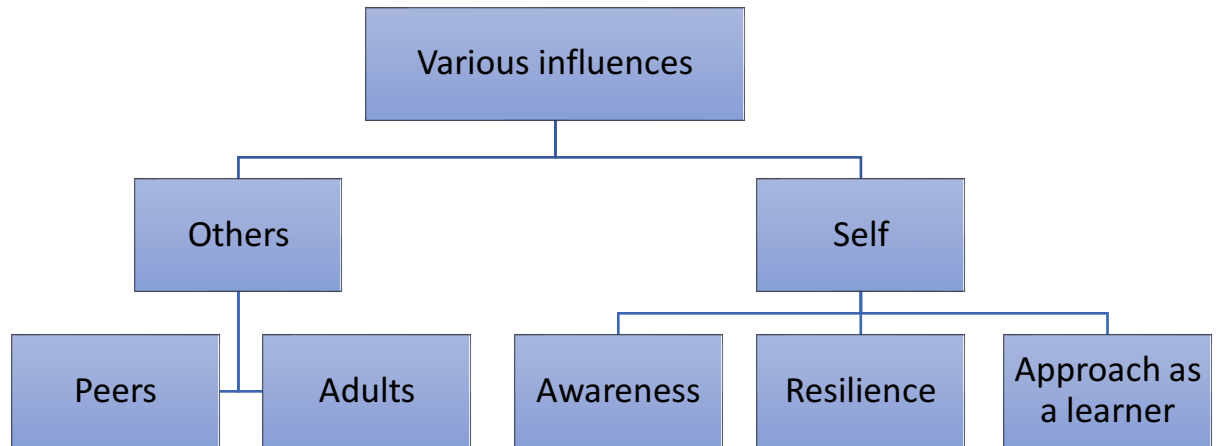 Various influences
Others
Self
Peers
Adults
Awareness
Resilience
Approach as
a learner